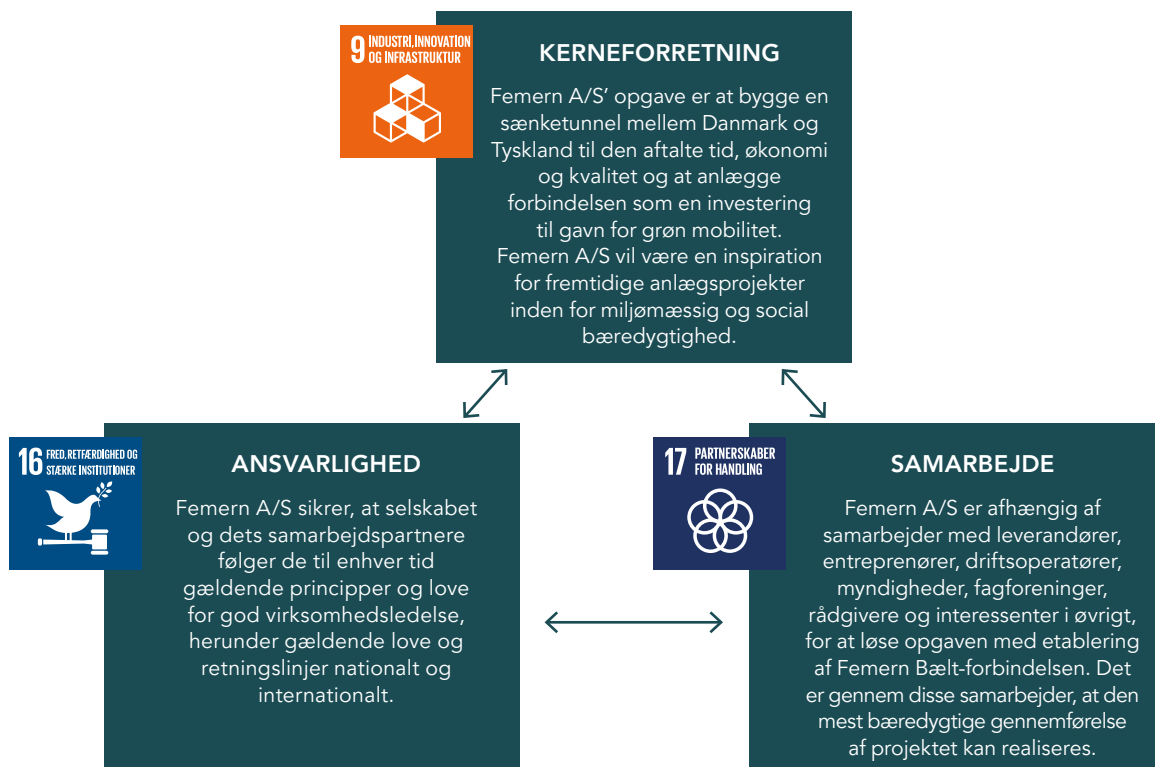 9 INDUSTRI, INNOVATION
OG INFRASTRUKTUR
KERNEFORRETNING
Femern A/S’ opgave er at bygge en
sænketunnel mellem Danmark og
Tyskland til den aftalte tid, økonomi
og kvalitet og at anlægge
forbindelsen som en investering
til gavn for grøn mobilitet.
Femern A/S vil være en inspiration
for fremtidige anlægsprojekter
inden for miljømæssig og social
bæredygtighed.
16 FRED, RETFÆRDIGHED OG
STÆRKE INSTITUTIONER
ANSVARLIGHED
Femern A/S sikrer, at selskabet
og dets samarbejdspartnere
følger de til enhver tid
gældende principper og love
for god virksomhedsledelse,
herunder gældende love og
retningslinjer nationalt og
internationalt.
17 PARTNERSKABER
FOR HANDLING
SAMARBEJDE
Femern A/S er afhængig af
samarbejder med leverandører,
entreprenører, driftsoperatører,
myndigheder, fagforeninger,
rådgivere og interessenter i øvrigt,
for at løse opgaven med etablering
af Femern Bælt-forbindelsen. Det
er gennem disse samarbejder, at den
mest bæredygtige gennemførelse
af projektet kan realiseres.